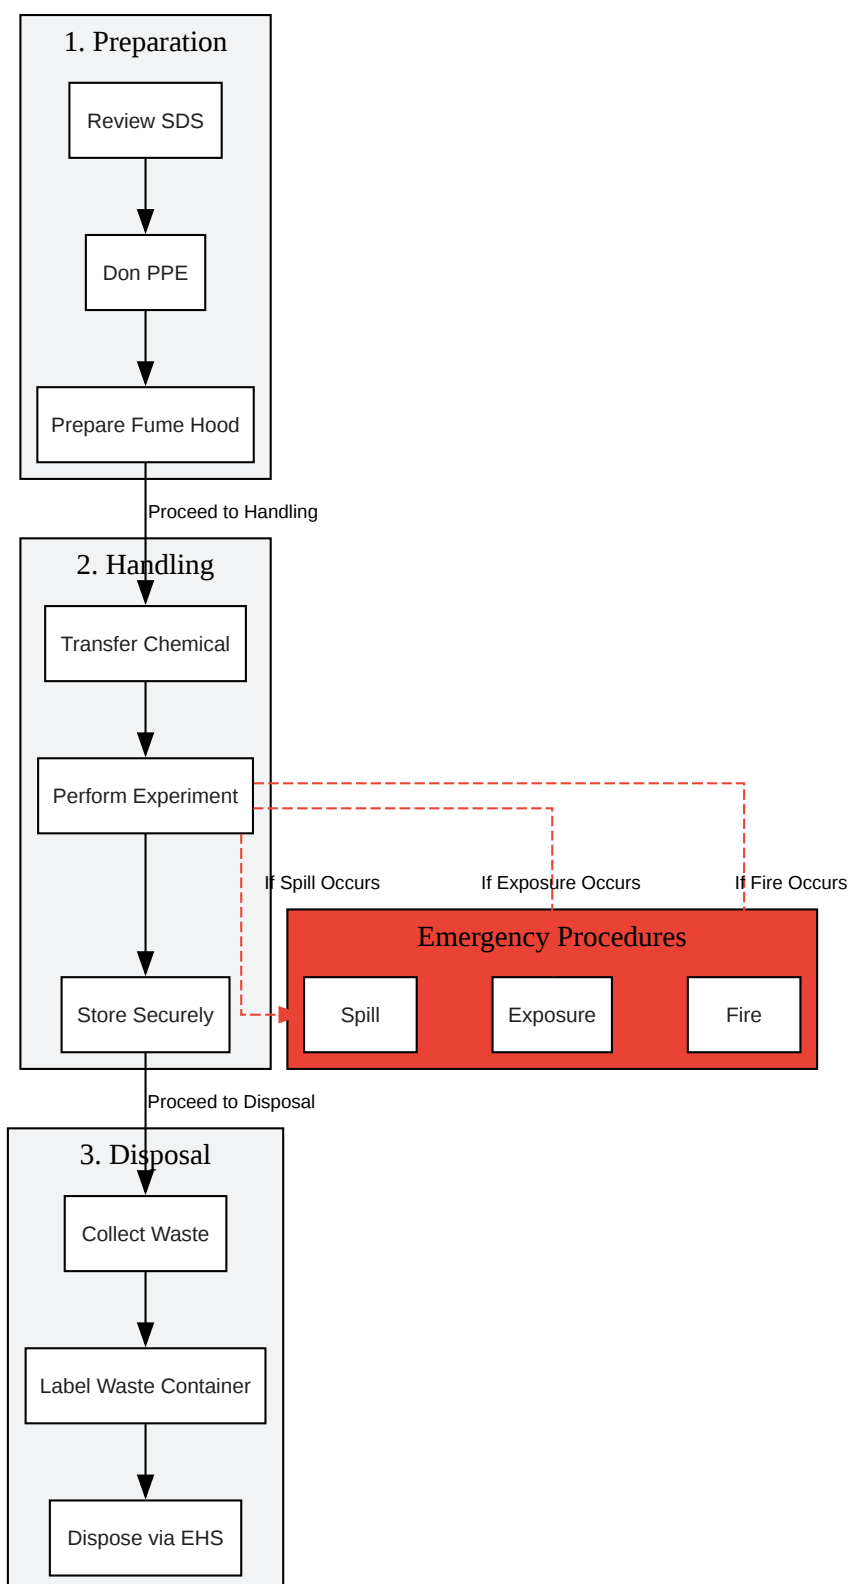 1. Preparation
Review SDS
Don PPE
Prepare Fume Hood
Proceed to Handling
2. Handling
Transfer Chemical
Perform Experiment
If Spill Occurs
If Exposure Occurs
If Fire Occurs
Emergency Procedures
Store Securely
Spill
Exposure
Fire
Proceed to Disposal
3. Disposal
Collect Waste
Label Waste Container
Dispose via EHS